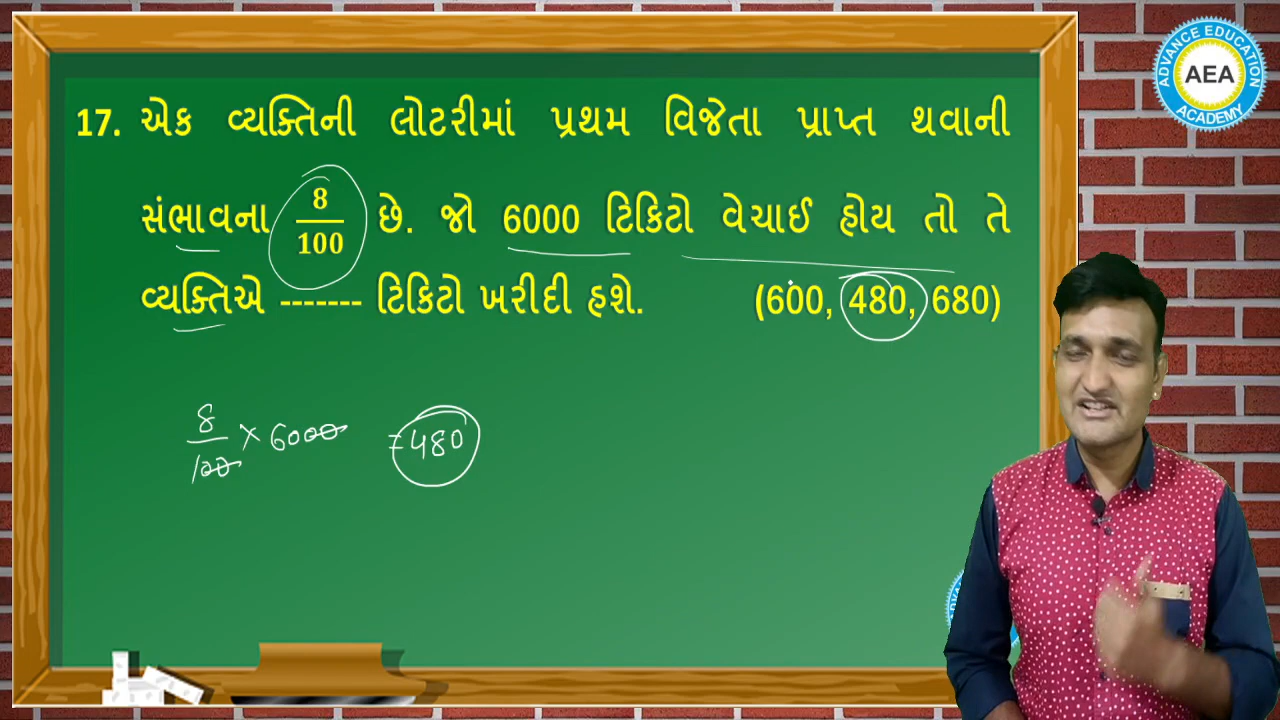 17. એક વ્યક્તિની લોટરીમાં પ્રથમ વિજેતા પ્રાપ્ત થવાની
સંભાવના 8/100 છે. જો 6000 ટિકિટો વેચાઈ હોય તો તે
વ્યક્તિએ ------- ટિકિટો ખરીદી હશે. (600, 480, 680)
8/100 × 6000 = 480
ADVANCE EDUCATION
AEA
ACADEMY